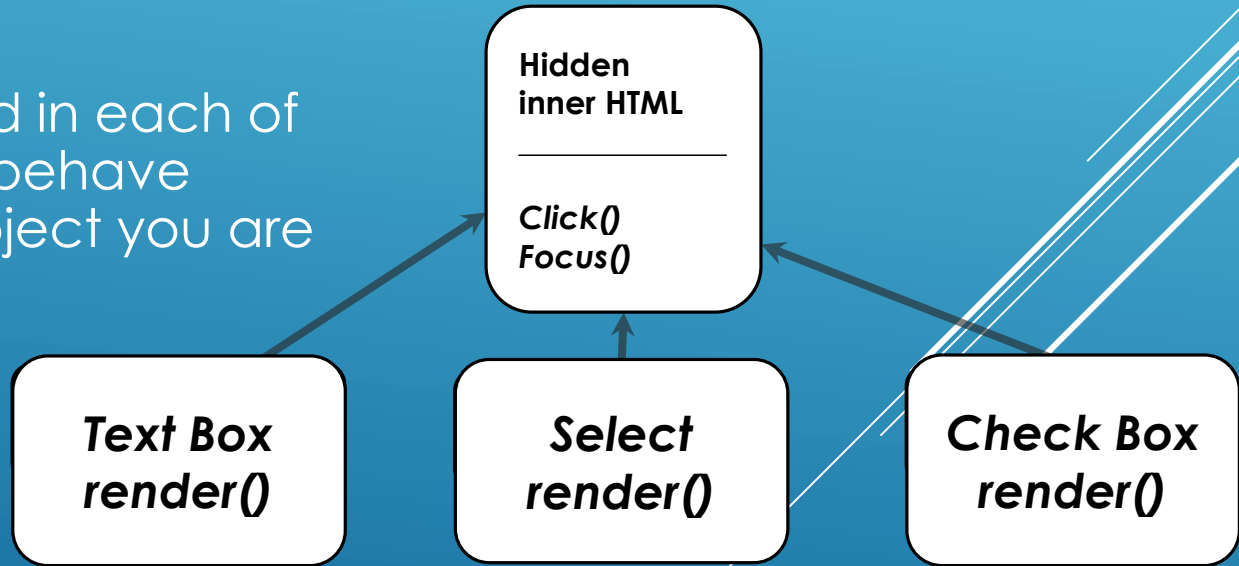 d in each of
behave
ject you are
Hidden
inner HTML
Click()
Focus()
Text Box
render()
Select
render()
Check Box
render()